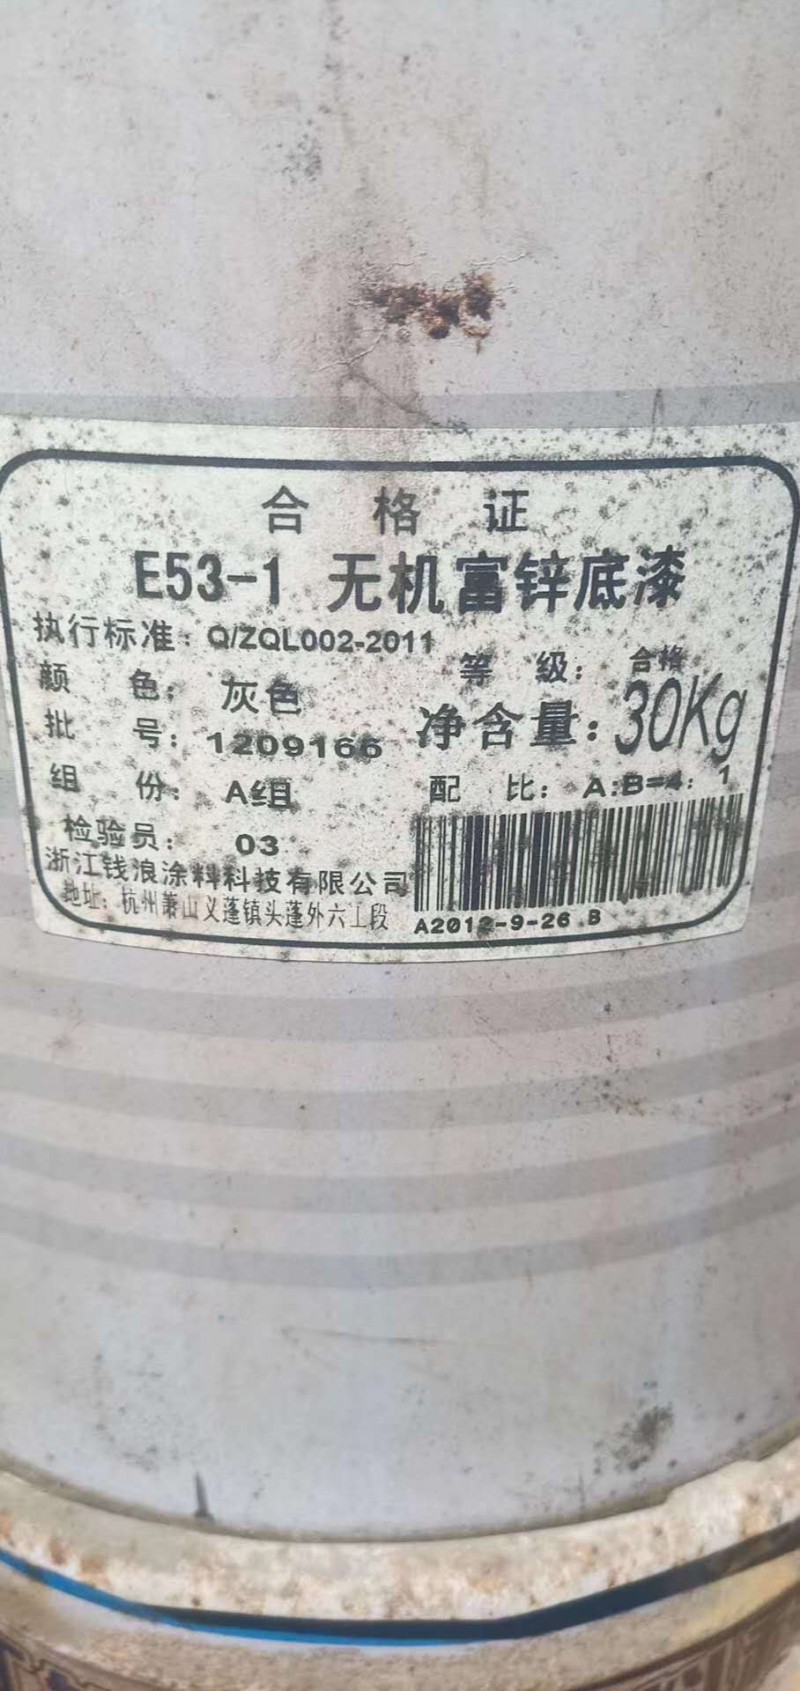 合格证
E53-1 无机富锌底漆
执行标准：Q/ZQL002-2011
等级：合格
颜色：灰色
净含量：30Kg
批号：1209166
组份：A组
配比：A:B=4：1
检验员：03
浙江钱浪涂料科技有限公司
地址：杭州萧山义蓬镇头蓬外六工段
A2012-9-26.B